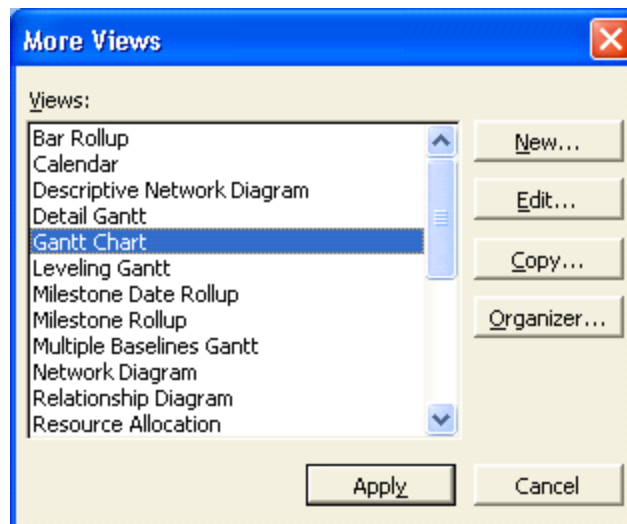 More Views
Views:
Bar Rollup
Calendar
Descriptive Network Diagram
Detail Gantt
Gantt Chart
Leveling Gantt
Milestone Date Rollup
Milestone Rollup
Multiple Baselines Gantt
Network Diagram
Relationship Diagram
Resource Allocation
New...
Edit...
Copy...
Organizer...
Apply
Cancel